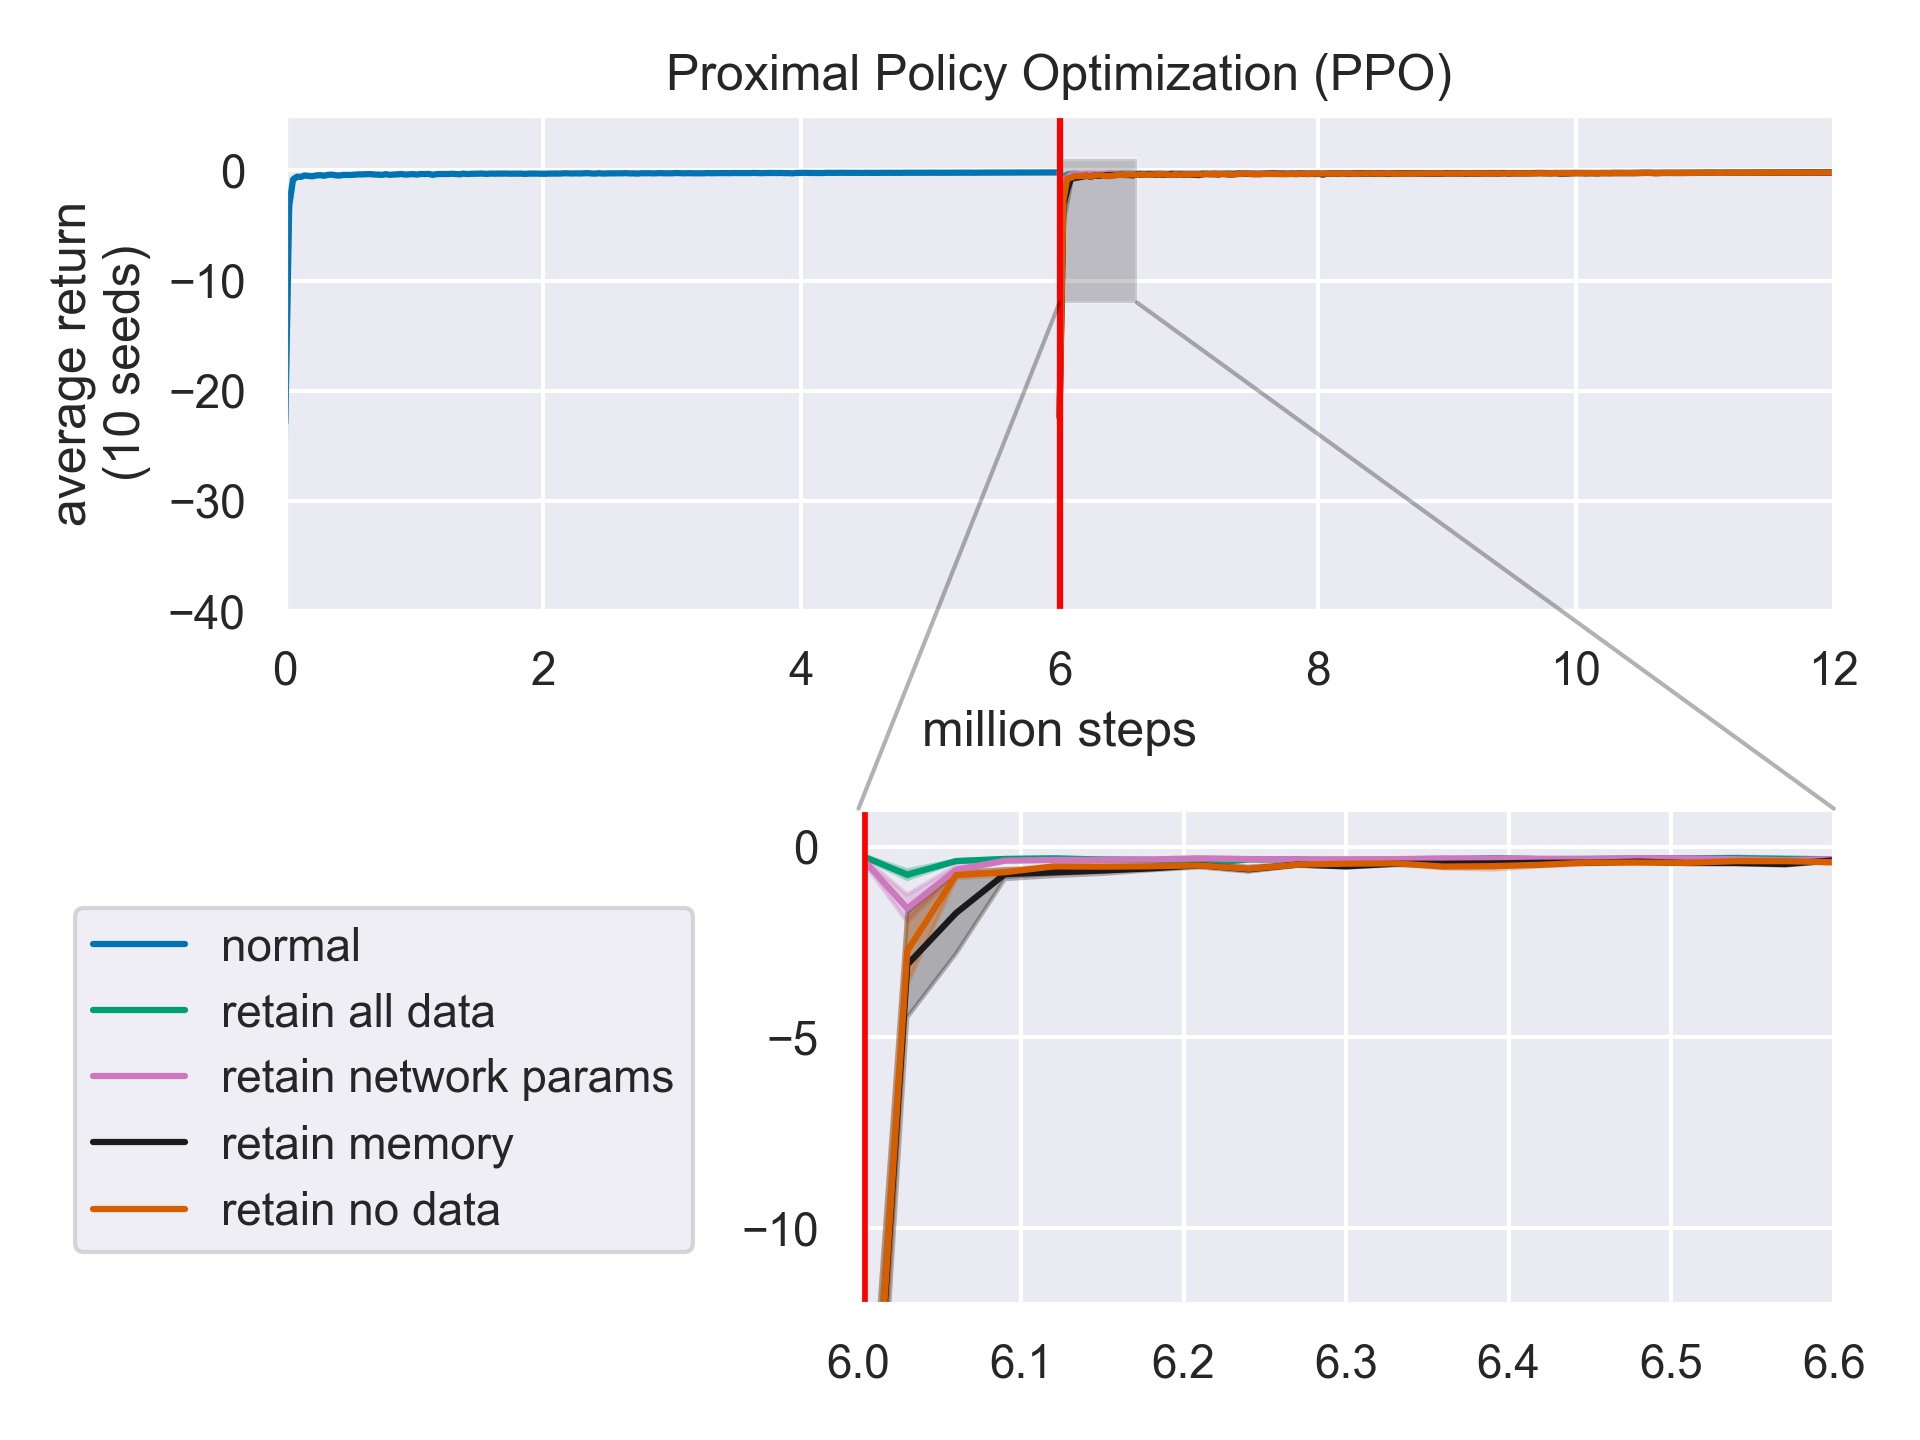 Proximal Policy Optimization (PPO)
average return
(10 seeds)
0
−10
−20
−30
−40
0 2 4 6 8 10 12
million steps
normal
retain all data
retain network params
retain memory
retain no data
0
−5
−10
6.0 6.1 6.2 6.3 6.4 6.5 6.6